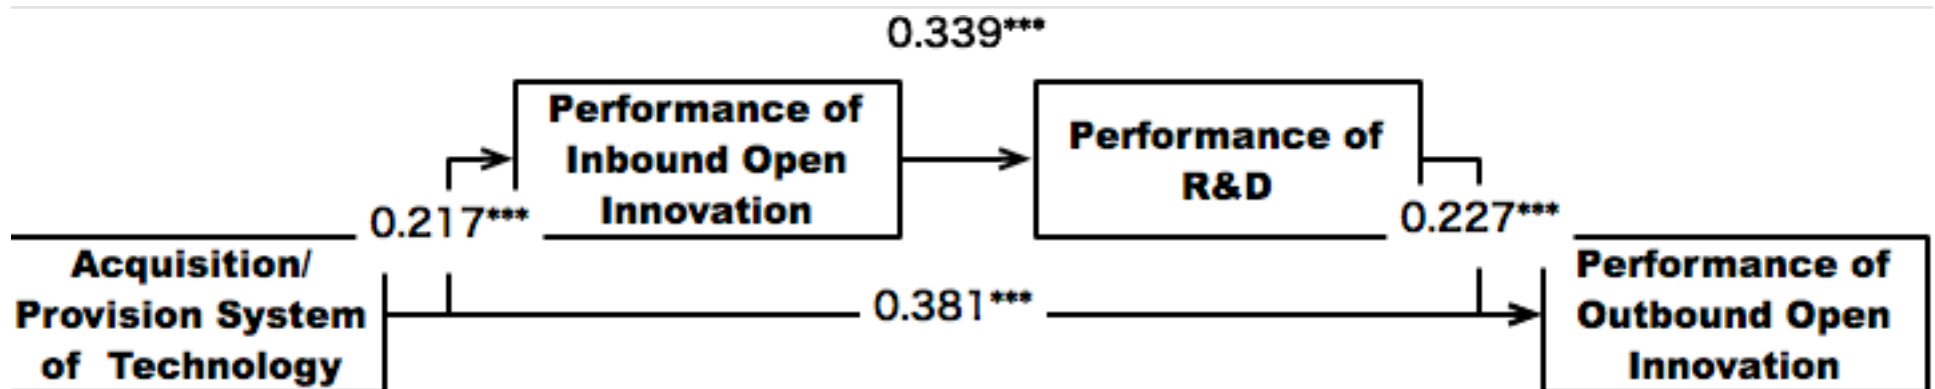 0.339***
Performance of
Inbound Open
Innovation
Performance of
R&D
0.217***
0.227***
Acquisition/
Provision System
of Technology
0.381***
Performance of
Outbound Open
Innovation